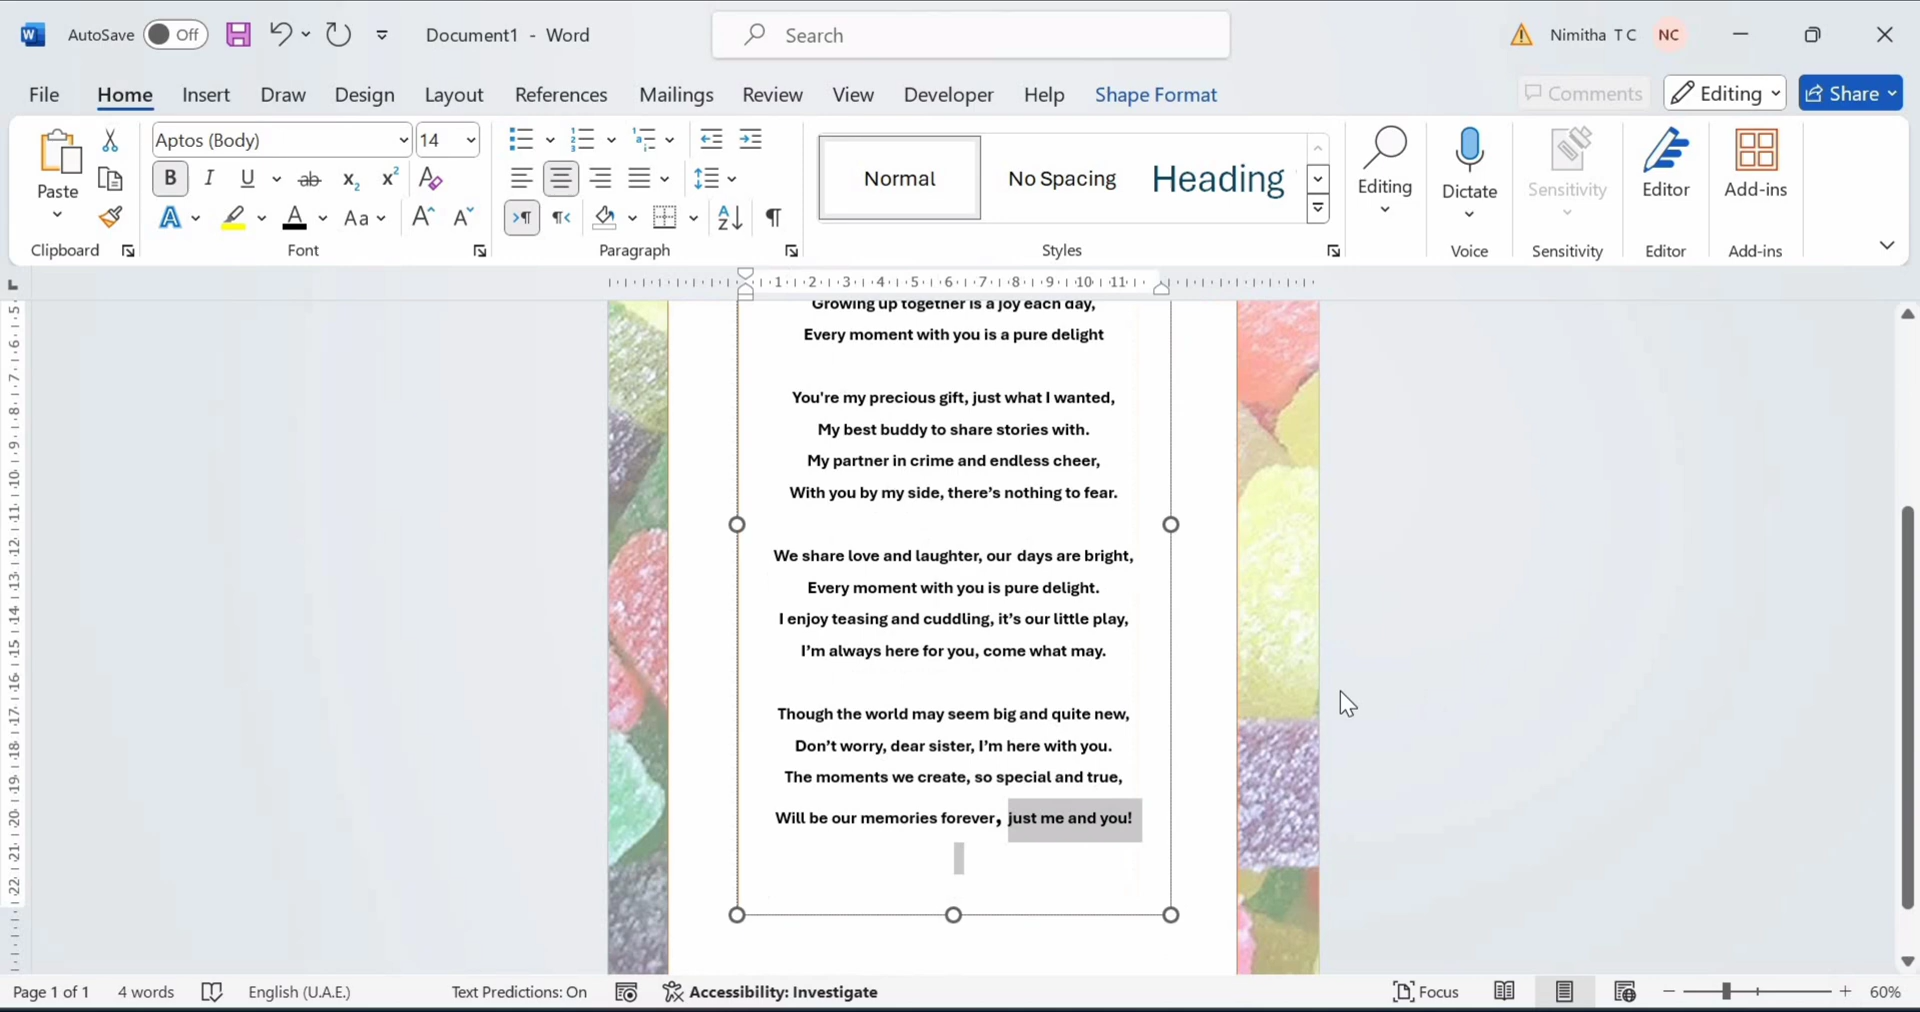 AutoSave Off Document1 - Word Search Nimitha T C NC
File Home Insert Draw Design Layout References Mailings Review View Developer Help Shape Format Comments Editing Share
Aptos (Body) 14
Paste
Normal No Spacing Heading
Editing Dictate Sensitivity Editor Add-ins
Clipboard Font Paragraph Styles Voice Sensitivity Editor Add-ins
Growing up together is a joy each day,
Every moment with you is a pure delight
You're my precious gift, just what I wanted,
My best buddy to share stories with.
My partner in crime and endless cheer,
With you by my side, there’s nothing to fear.
We share love and laughter, our days are bright,
Every moment with you is pure delight.
I enjoy teasing and cuddling, it’s our little play,
I’m always here for you, come what may.
Though the world may seem big and quite new,
Don’t worry, dear sister, I’m here with you.
The moments we create, so special and true,
Will be our memories forever, just me and you!
Page 1 of 1 4 words English (U.A.E.) Text Predictions: On Accessibility: Investigate Focus 60%